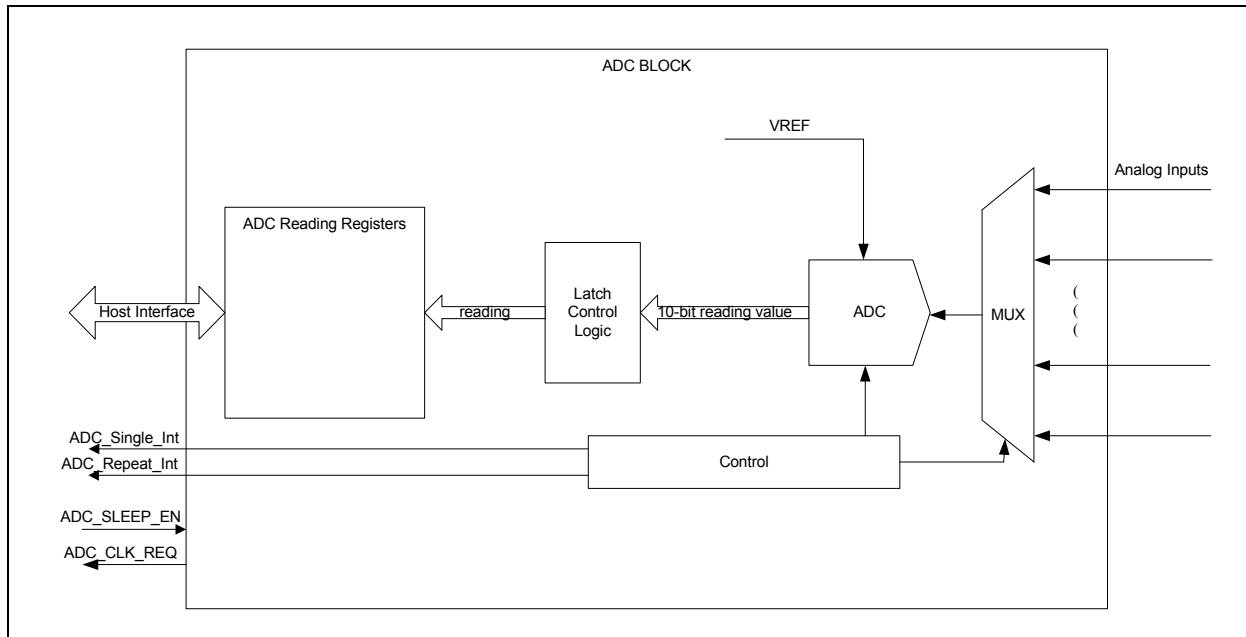 ADC BLOCK
VREF
Analog Inputs
ADC Reading Registers
Host Interface
reading
Latch
Control
Logic
10-bit reading value
ADC
MUX
(
(
(
ADC_Single_Int
ADC_Repeat_Int
Control
ADC_SLEEP_EN
ADC_CLK_REQ